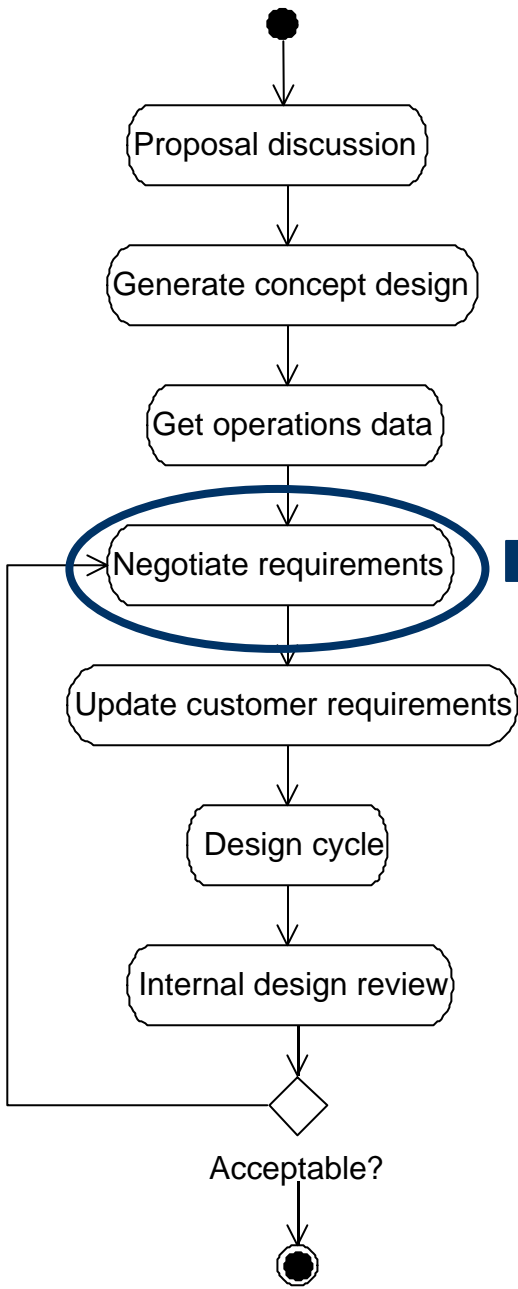 Proposal discussion
Generate concept design
Get operations data
Negotiate requirements
Update customer requirements
Design cycle
Internal design review
Acceptable?